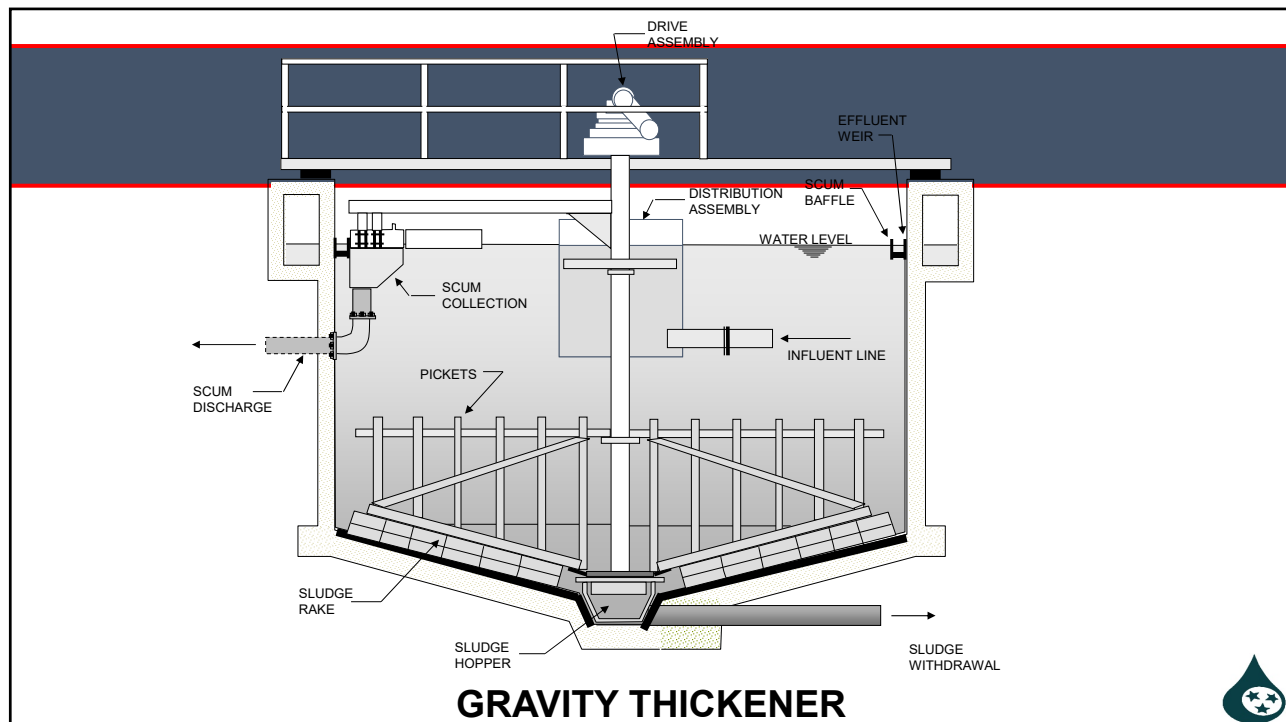 DRIVE
ASSEMBLY
EFFLUENT
WEIR
SCUM
BAFFLE
DISTRIBUTION
ASSEMBLY
WATER LEVEL
SCUM
COLLECTION
INFLUENT LINE
PICKETS
SCUM
DISCHARGE
SLUDGE
RAKE
SLUDGE
HOPPER
SLUDGE
WITHDRAWAL
GRAVITY THICKENER